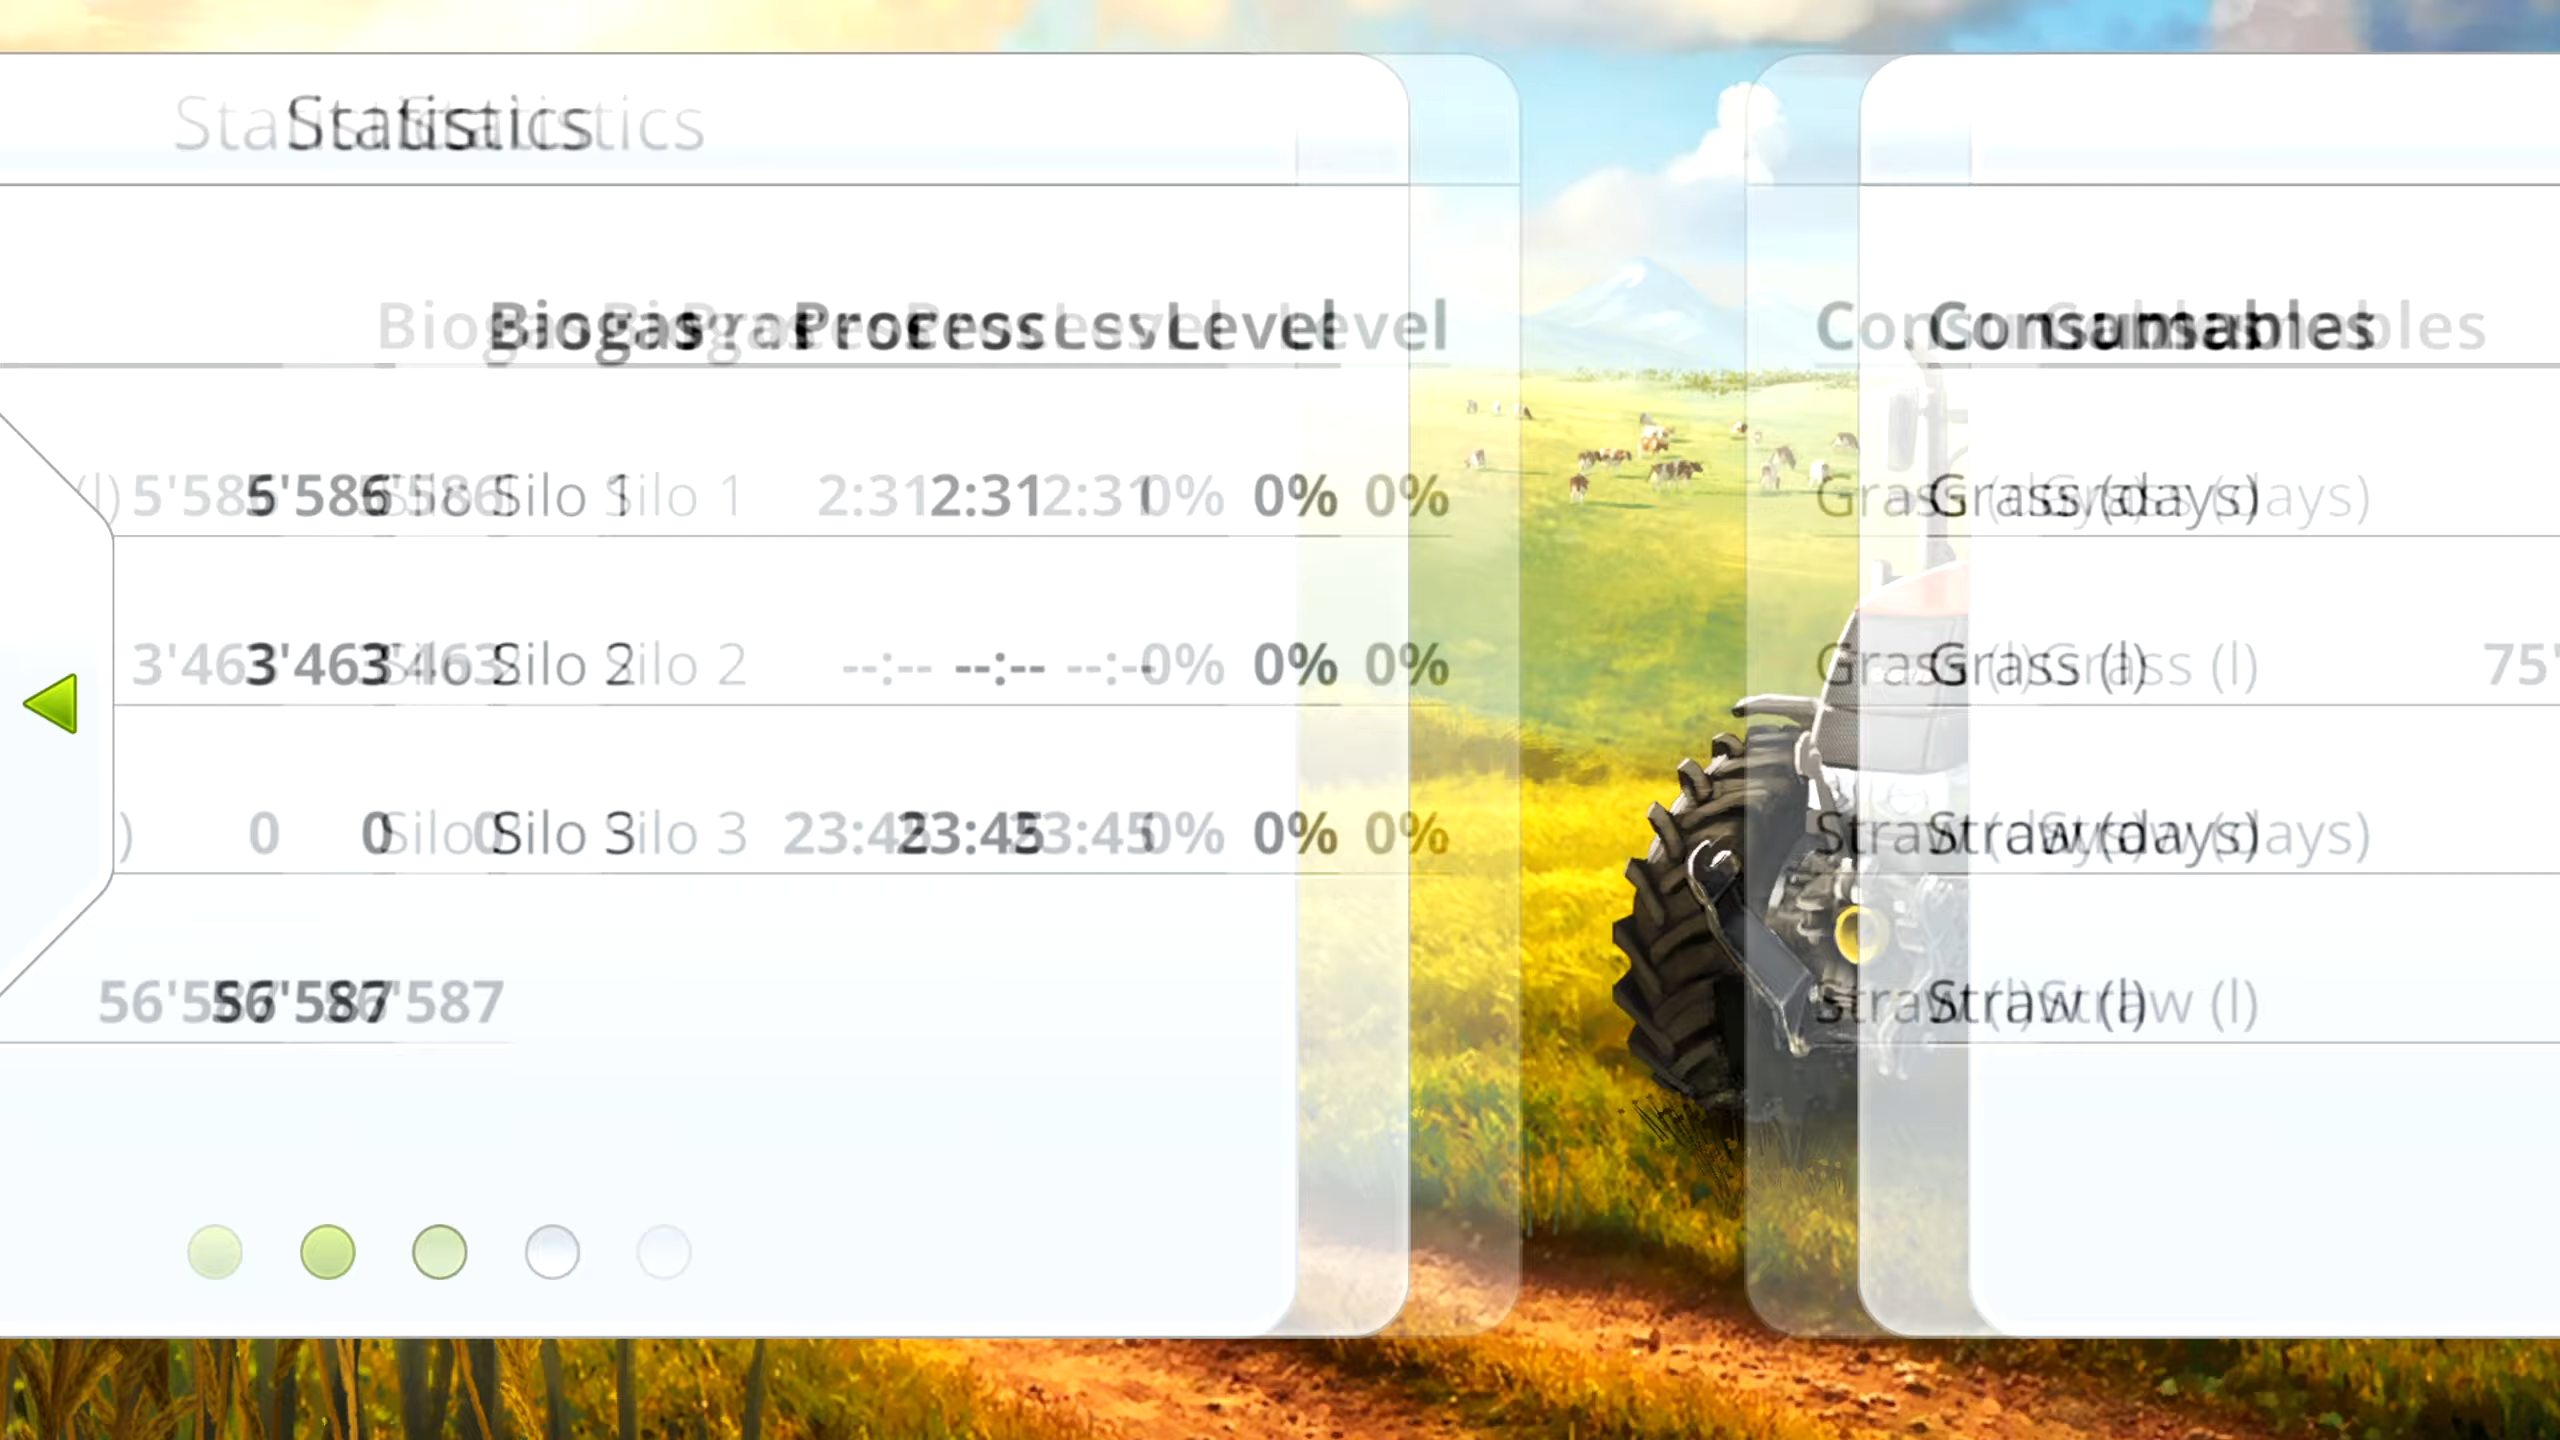 Statistics
Biogas Process Level Consumables
5'586 Silo 1 2:31 0% Grass (days)
3'463 Silo 2 --:-- 0% Grass (l) 75'
0 Silo 3 23:45 0% Straw (days)
56'587 Straw (l)